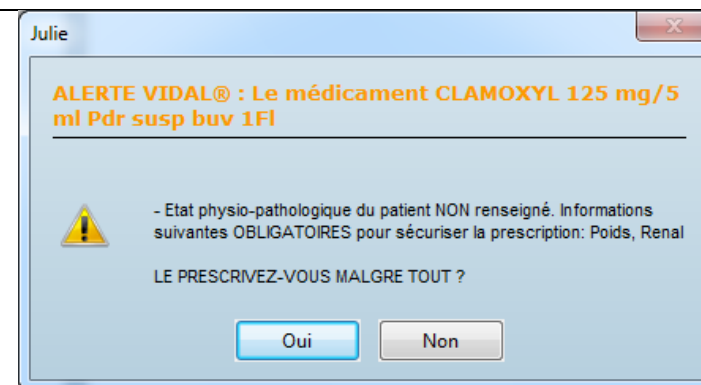 Julie
ALERTE VIDAL® : Le médicament CLAMOXYL 125 mg/5
ml Pdr susp buv 1Fl
- Etat physio-pathologique du patient NON renseigné. Informations
suivantes OBLIGATOIRES pour sécuriser la prescription: Poids, Renal
LE PRESCRIVEZ-VOUS MALGRE TOUT ?
Oui
Non